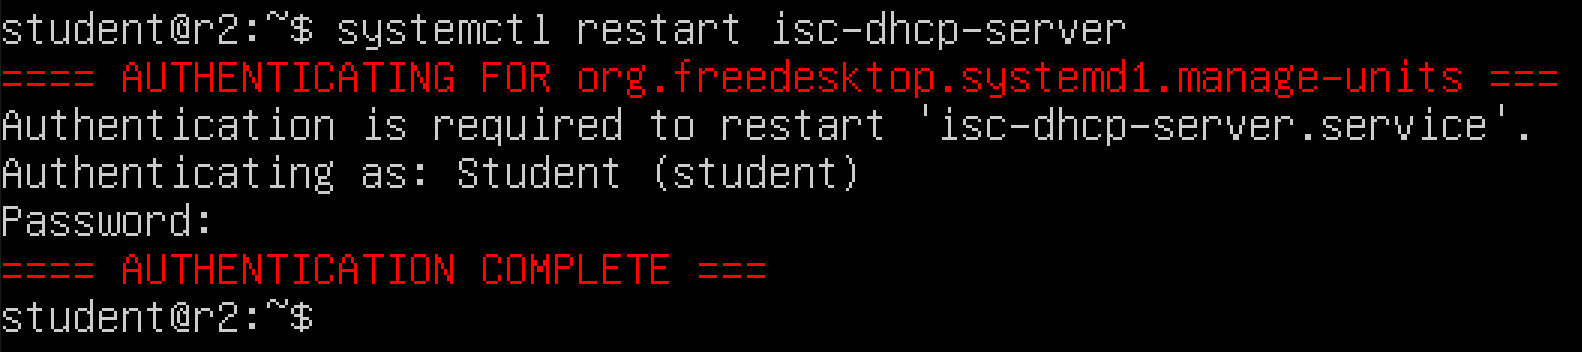 student@r2:~$ systemctl restart isc-dhcp-server
==== AUTHENTICATING FOR org.freedesktop.systemd1.manage-units ===
Authentication is required to restart 'isc-dhcp-server.service'.
Authenticating as: Student (student)
Password:
==== AUTHENTICATION COMPLETE ===
student@r2:~$